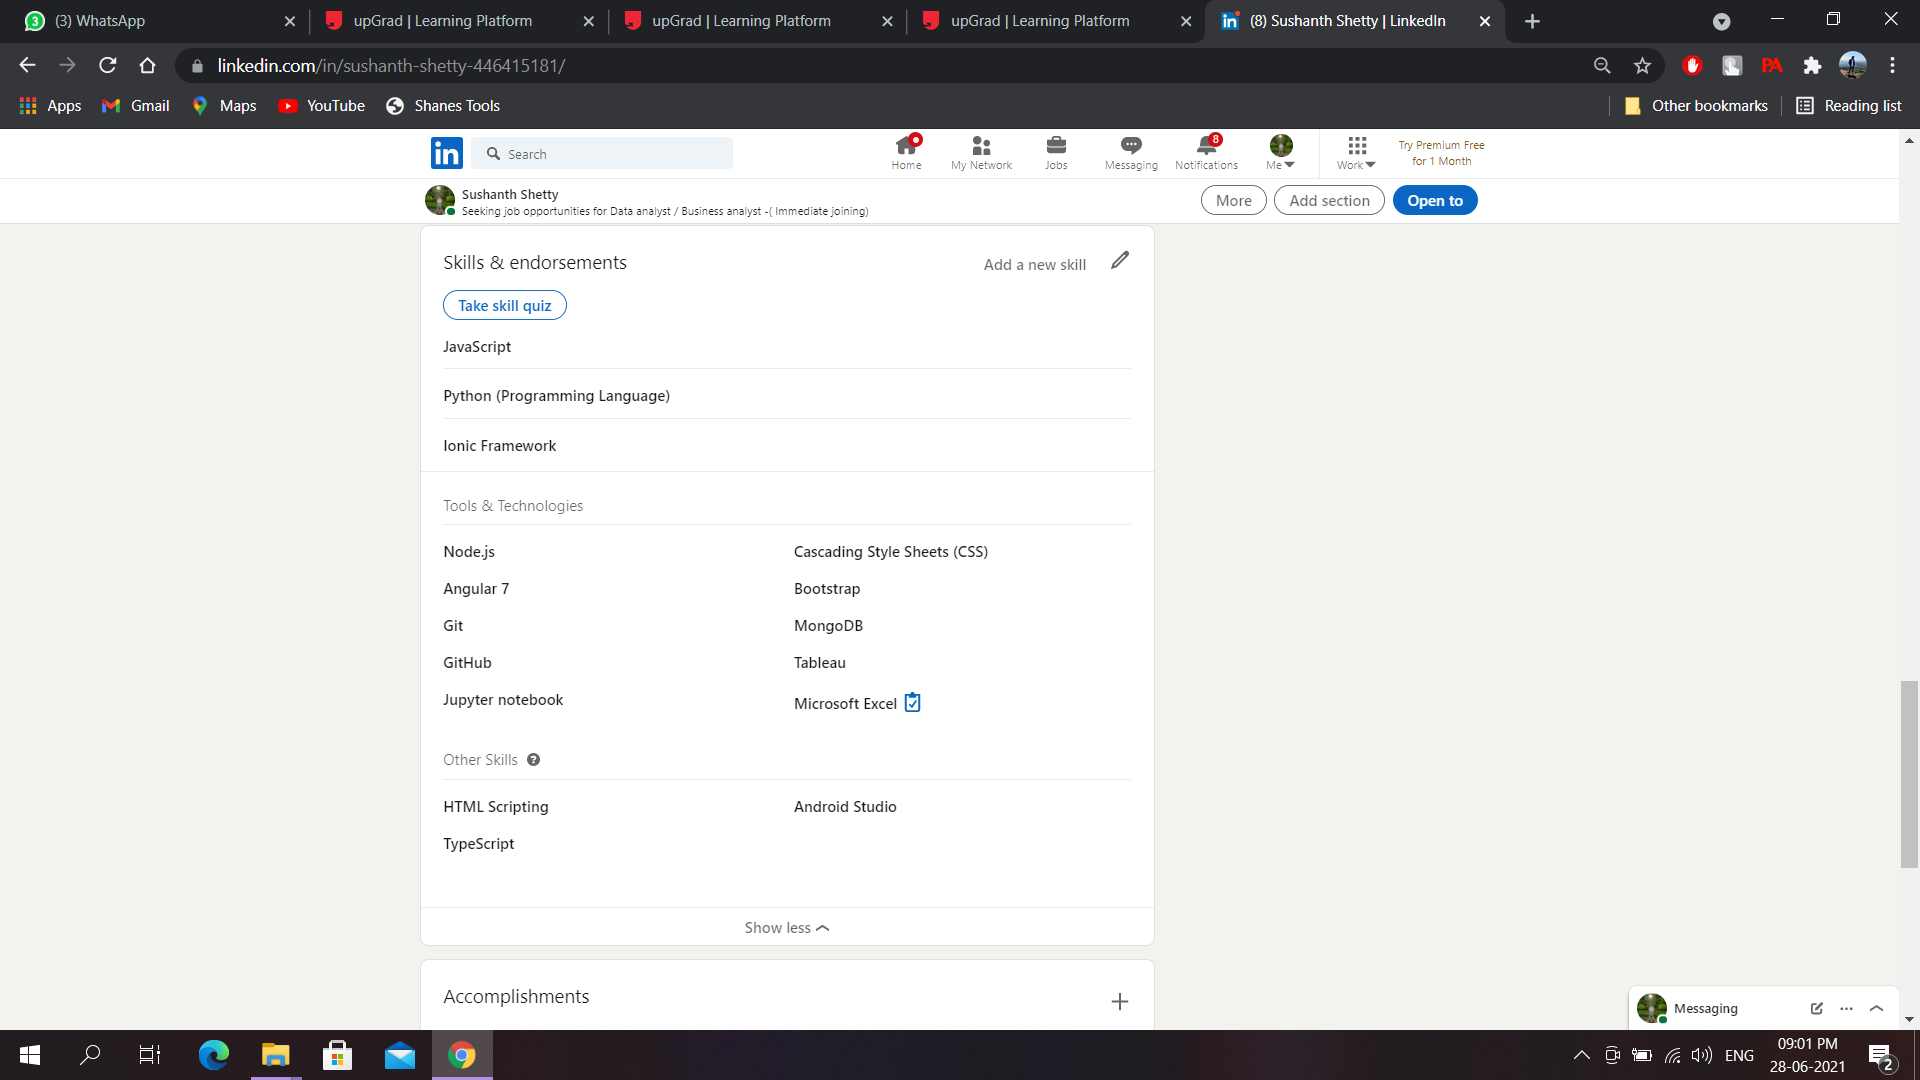 (3) WhatsApp
upGrad | Learning Platform
upGrad | Learning Platform
upGrad | Learning Platform
(8) Sushanth Shetty | LinkedIn
linkedin.com/in/sushanth-shetty-446415181/
PA
Apps
Gmail
Maps
YouTube
Shanes Tools
Other bookmarks
Reading list
in
Search
Home
My Network
Jobs
Messaging
8
Notifications
Me
Work
Try Premium Free
for 1 Month
Sushanth Shetty
Seeking job opportunities for Data analyst / Business analyst -( Immediate joining)
More
Add section
Open to
Skills & endorsements
Add a new skill
Take skill quiz
JavaScript
Python (Programming Language)
Ionic Framework
Tools & Technologies
Node.js
Cascading Style Sheets (CSS)
Angular 7
Bootstrap
Git
MongoDB
GitHub
Tableau
Jupyter notebook
Microsoft Excel
Other Skills ?
HTML Scripting
Android Studio
TypeScript
Show less
Accomplishments
Messaging
ENG
09:01 PM
28-06-2021
2